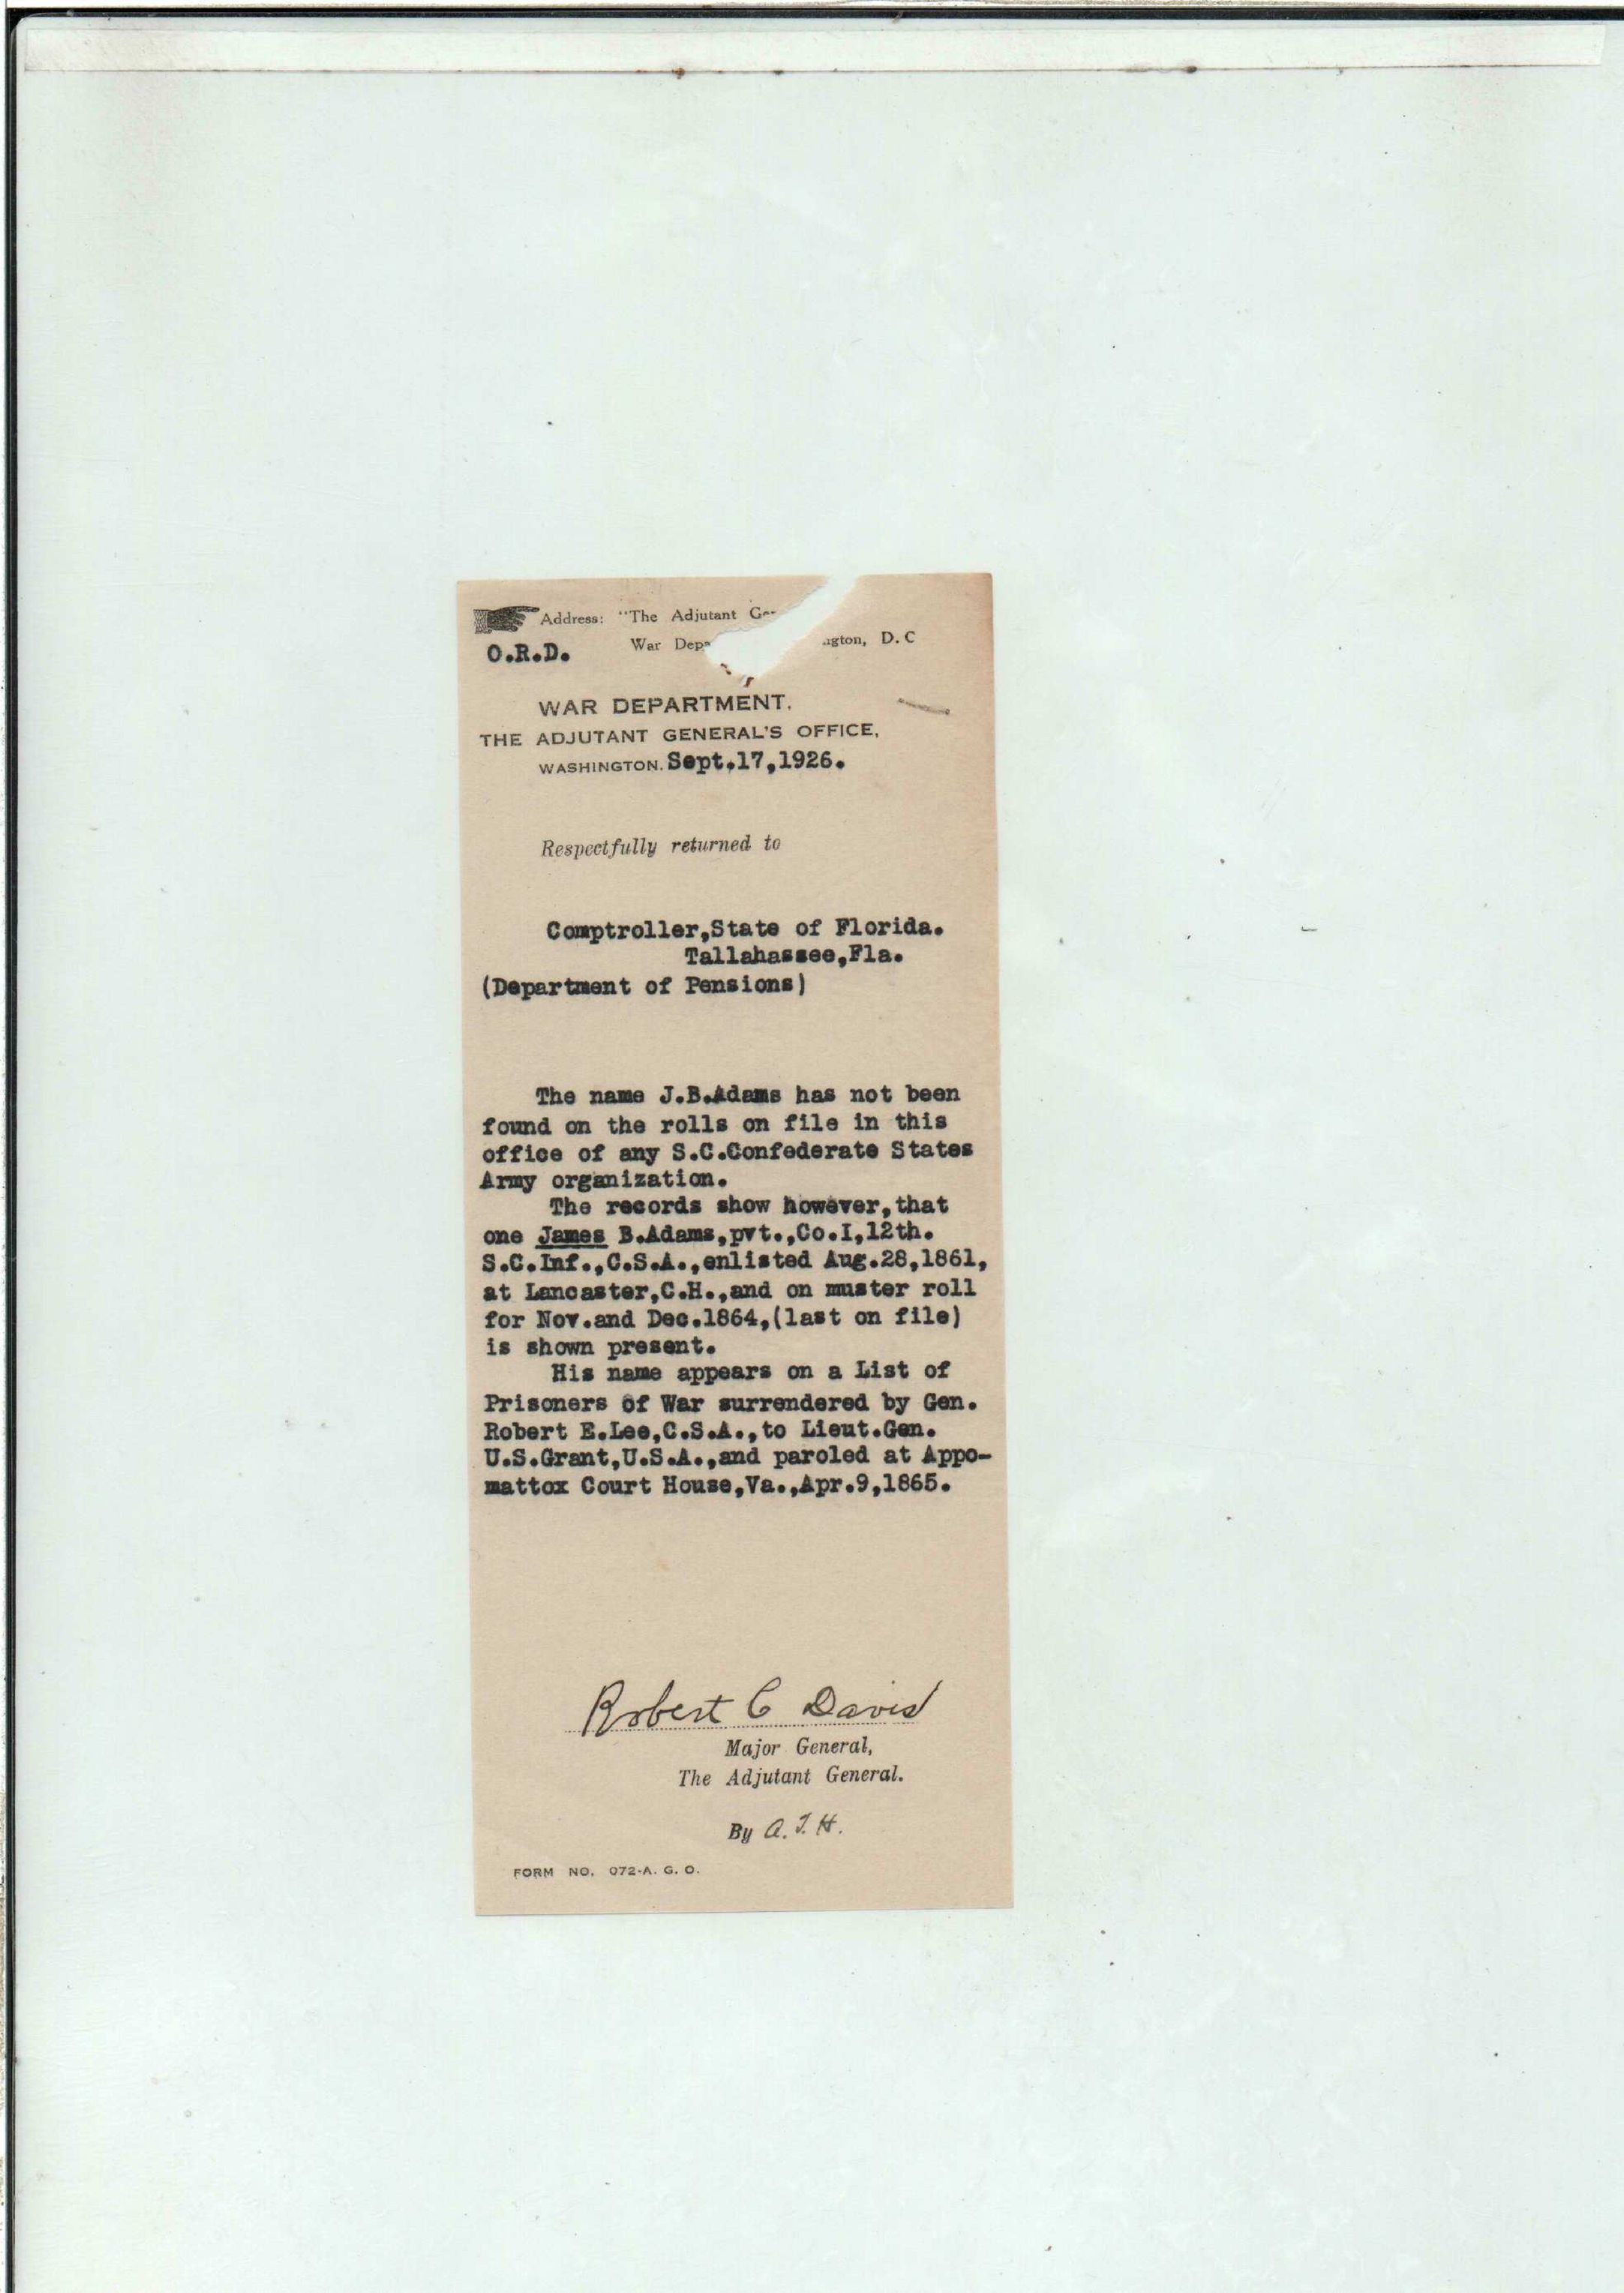 Address: "The Adjutant
War
ngton, D. C
O.R.D.
WAR DEPARTMENT.
THE ADJUTANT GENERAL'S OFFICE,
WASHINGTON. Sept.17,1926.
Respectfully returned to
Comptroller,State of Florida.
Tallahassee,Fla.
(Department of Pensions)
The name J.B.Adams has not been
found on the rolls on file in this
office of any S.C.Confederate States
Army organization.
The records show however,that
one James B.Adams,pvt.,Co.I,12th.
S.C.Inf.,C.S.A.,enlisted Aug.28,1861,
at Lancaster,C.H.,and on muster roll
for Nov.and Dec.1864,(last on file)
is shown present.
His name appears on a List of
Prisoners of War surrendered by Gen.
Robert E.Lee,C.S.A.,to Lieut.Gen.
U.S.Grant,U.S.A.,and paroled at Appo-
mattox Court House,Va.,Apr.9,1865.
Robert C Davis
Major General,
The Adjutant General.
By A. J. H.
FORM NO. 072-A. G. O.